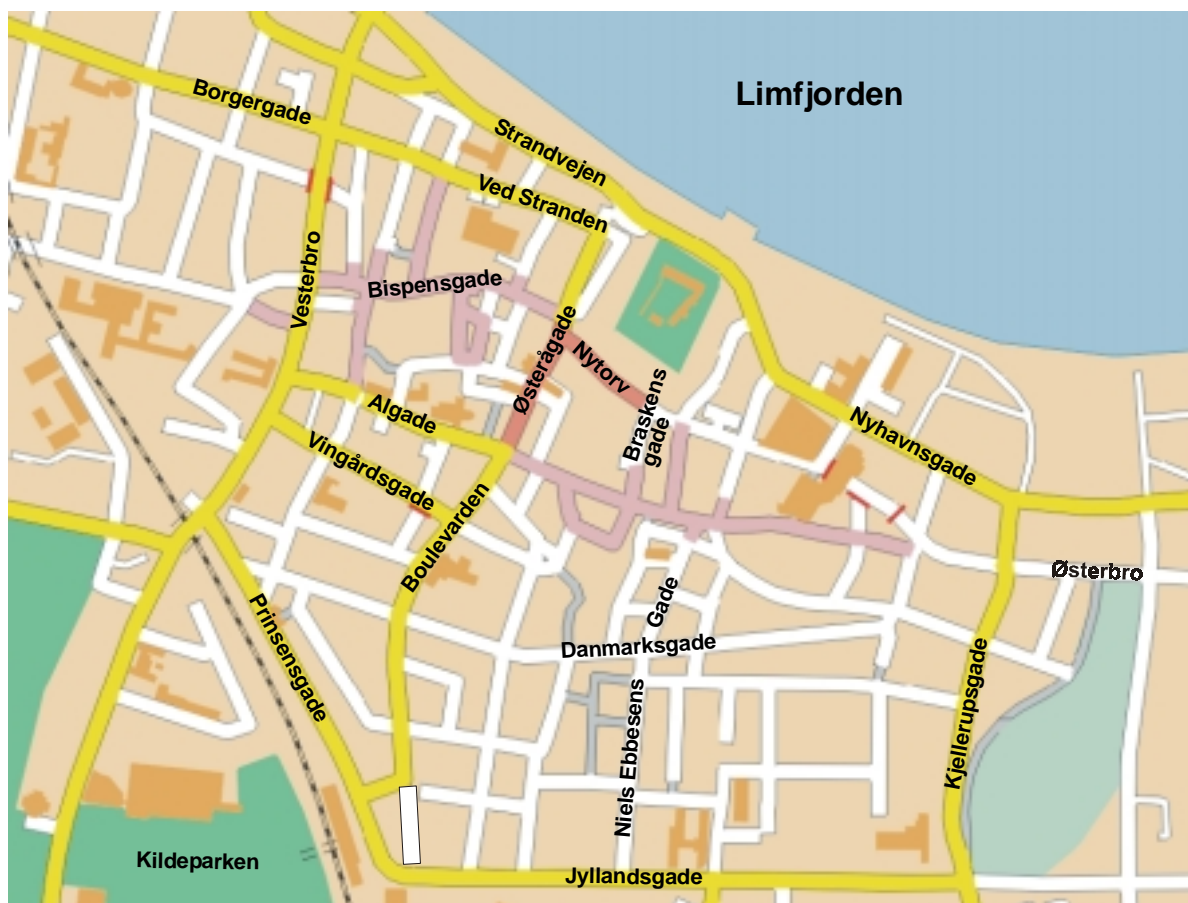 Limfjorden
Borgergade
Strandvejen
Ved Stranden
Vesterbro
Bispensgade
Østerågade
Nytorv
Braskens
gade
Algade
Vingårdsgade
Nyhavnsgade
Boulevarden
Østerbro
Prinsensgade
Danmarksgade
Niels Ebbesens Gade
Kjellerupsgade
Kildeparken
Jyllandsgade